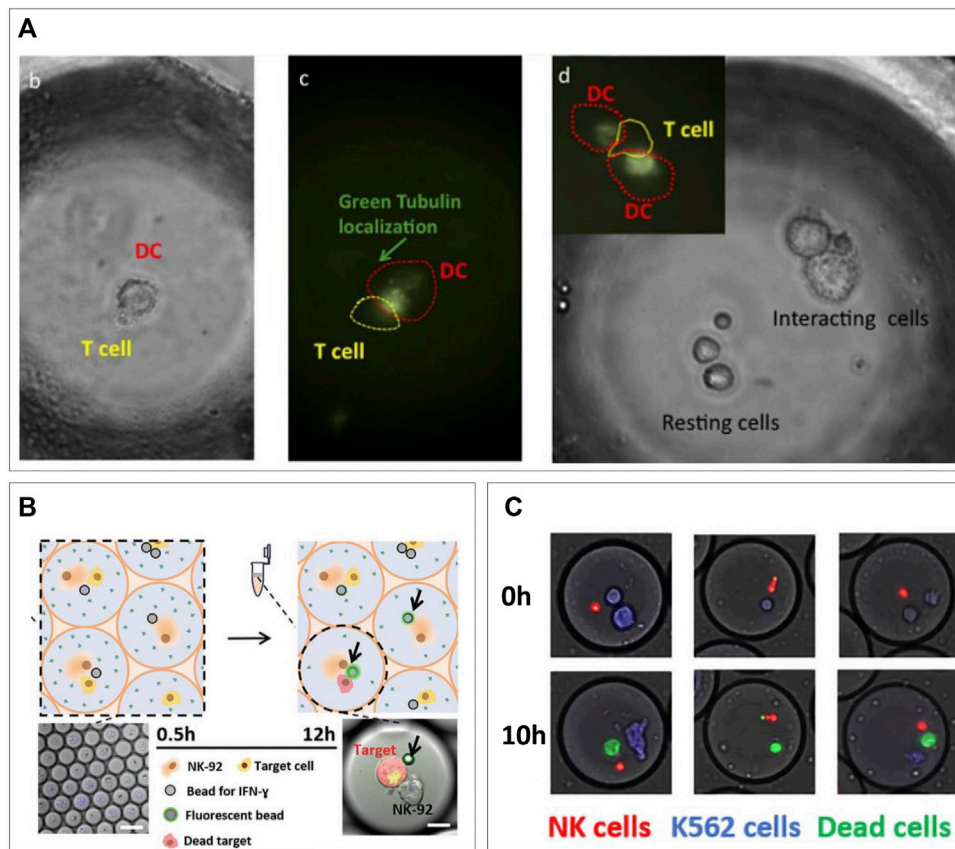 A
b
DC
T cell
c
Green Tubulin
localization
DC
T cell
d
DC
T cell
DC
Interacting cells
Resting cells
B
0.5h
12h
NK-92
Target cell
Bead for IFN-γ
Fluorescent bead
Dead target
Target
NK-92
C
0h
10h
NK cells
K562 cells
Dead cells